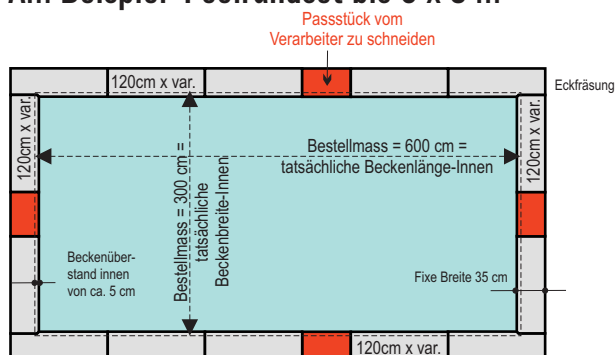 Passstück vom
Verarbeiter zu schneiden
120cm x var.
Eckfräsung
120cm x var.
120cm x var.
Bestellmass = 600 cm =
tatsächliche Beckenlänge-Innen
Bestellmass = 300 cm =
tatsächliche
Beckenbreite-Innen
Beckenüber-
stand innen
von ca. 5 cm
Fixe Breite 35 cm
120cm x var.